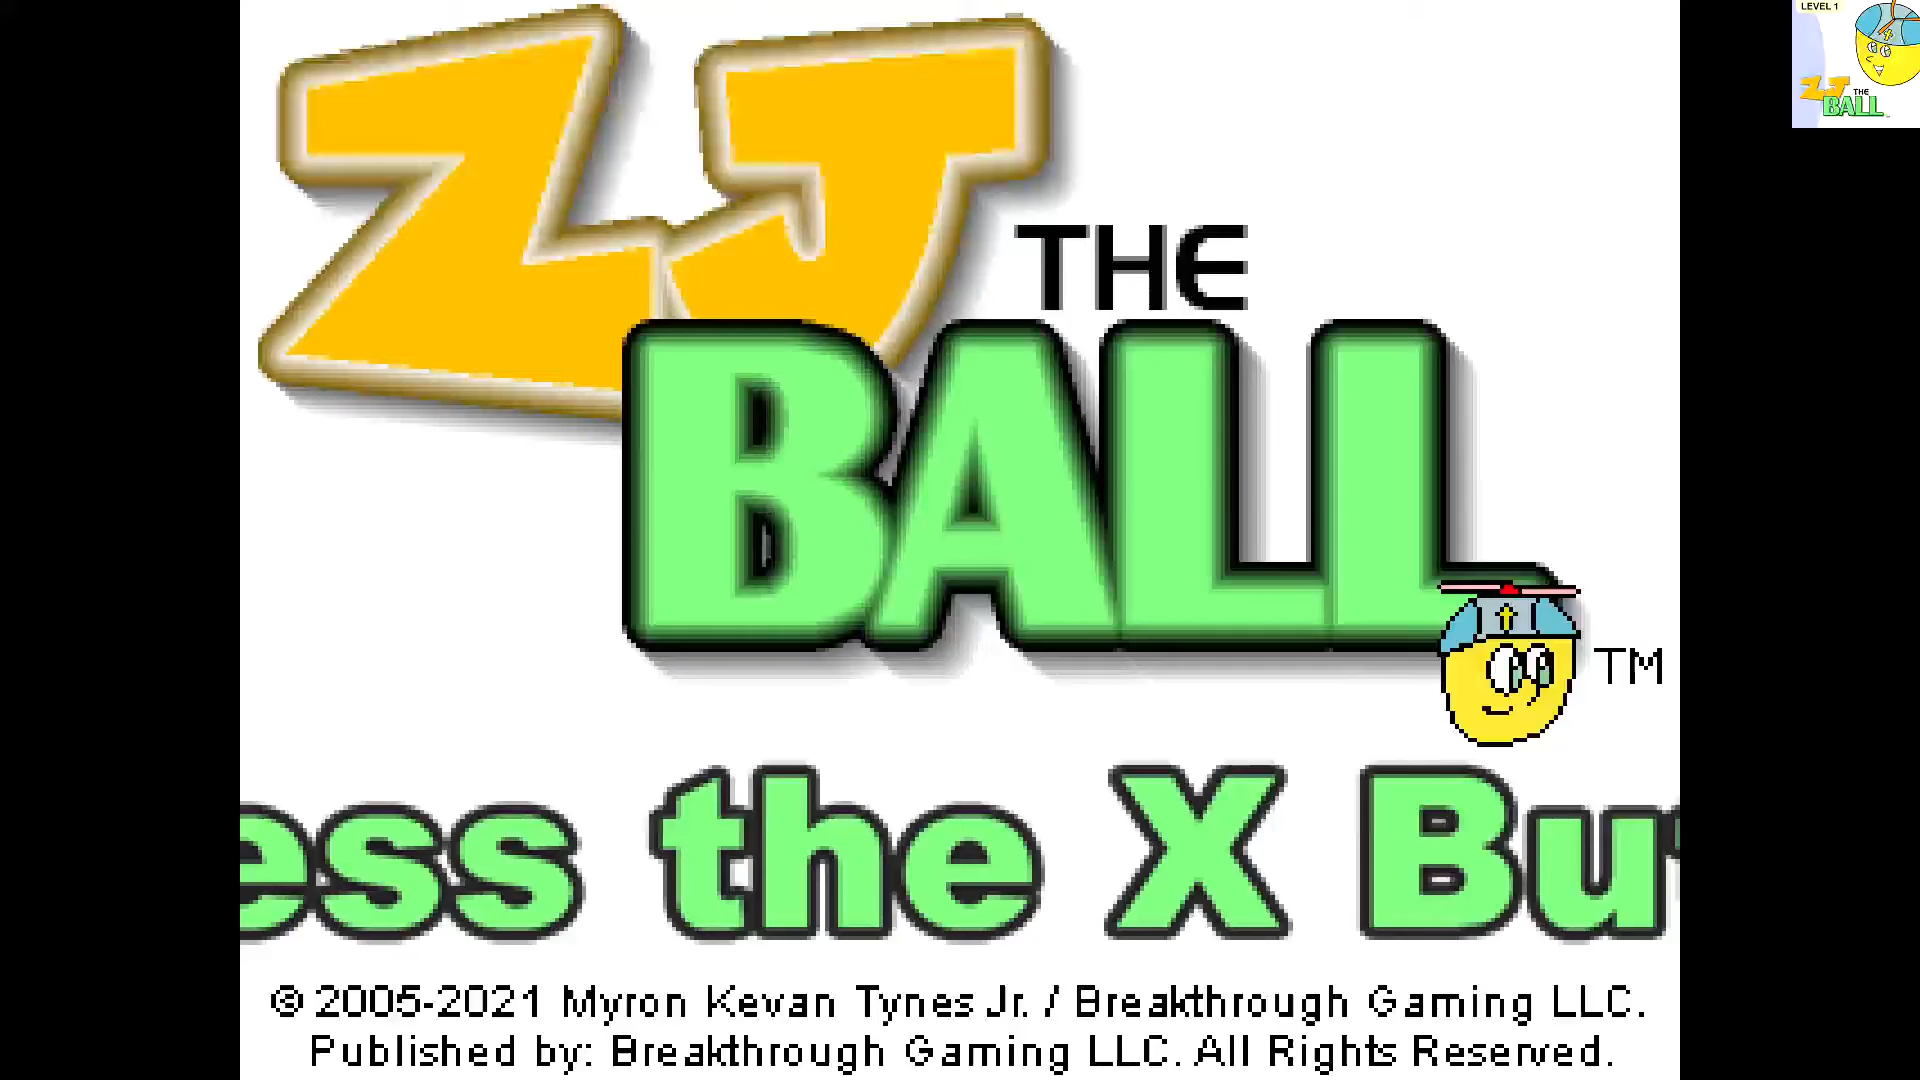 LEVEL 1
ZJ THE
BALL
ZJ
THE
BALL
TM
ess the X Bu
© 2005-2021 Myron Kevan Tynes Jr. / Breakthrough Gaming LLC.
Published by: Breakthrough Gaming LLC. All Rights Reserved.